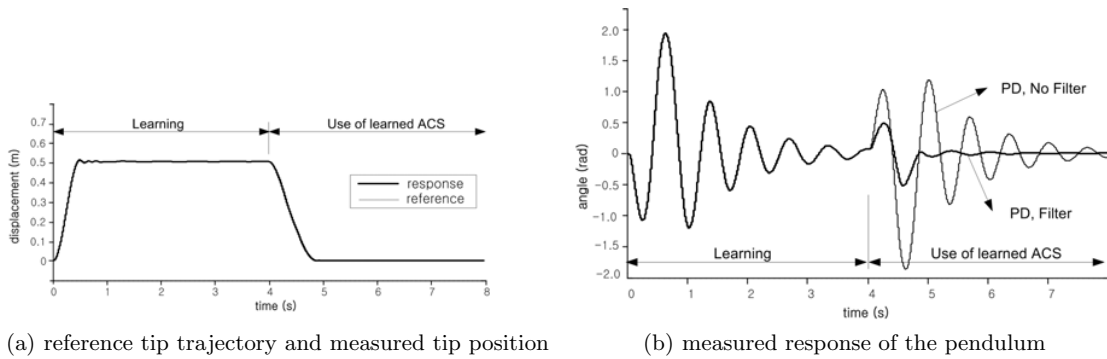 0.7
0.6
0.5
0.4
0.3
0.2
0.1
0
displacement (m)
Learning
Use of learned ACS
response
reference
0 1 2 3 4 5 6 7 8
time (s)
(a) reference tip trajectory and measured tip position
2.0
1.5
1.0
0.5
0.0
-0.5
-1.0
-1.5
-2.0
angle (rad)
PD, No Filter
PD, Filter
Learning
Use of learned ACS
0 1 2 3 4 5 6 7
time (s)
(b) measured response of the pendulum